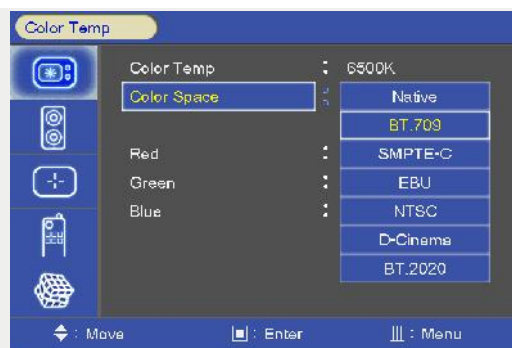 Color Temp
Color Temp : 6500K
Color Space : Native
BT.709
Red : SMPTE-C
Green : EBU
Blue : NTSC
D-Cinema
BT.2020
: Move : Enter : Menu